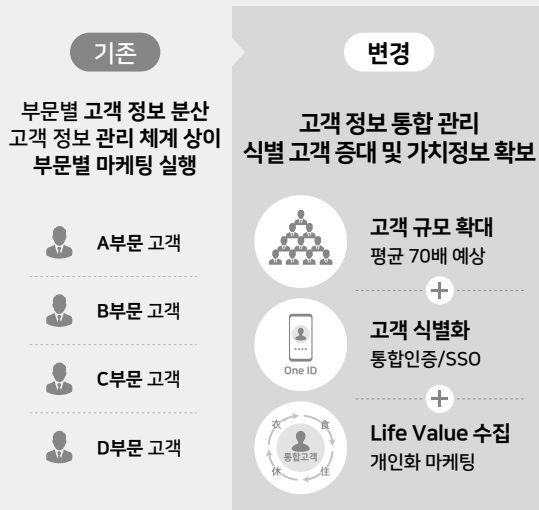 기존
부문별 고객 정보 분산
고객 정보 관리 체계 상이
부문별 마케팅 실행
A부문 고객
B부문 고객
C부문 고객
D부문 고객
변경
고객 정보 통합 관리
식별 고객 증대 및 가치정보 확보
고객 규모 확대
평균 70배 예상
고객 식별화
통합인증/SSO
One ID
Life Value 수집
개인화 마케팅
衣 食
통합고객
休 住